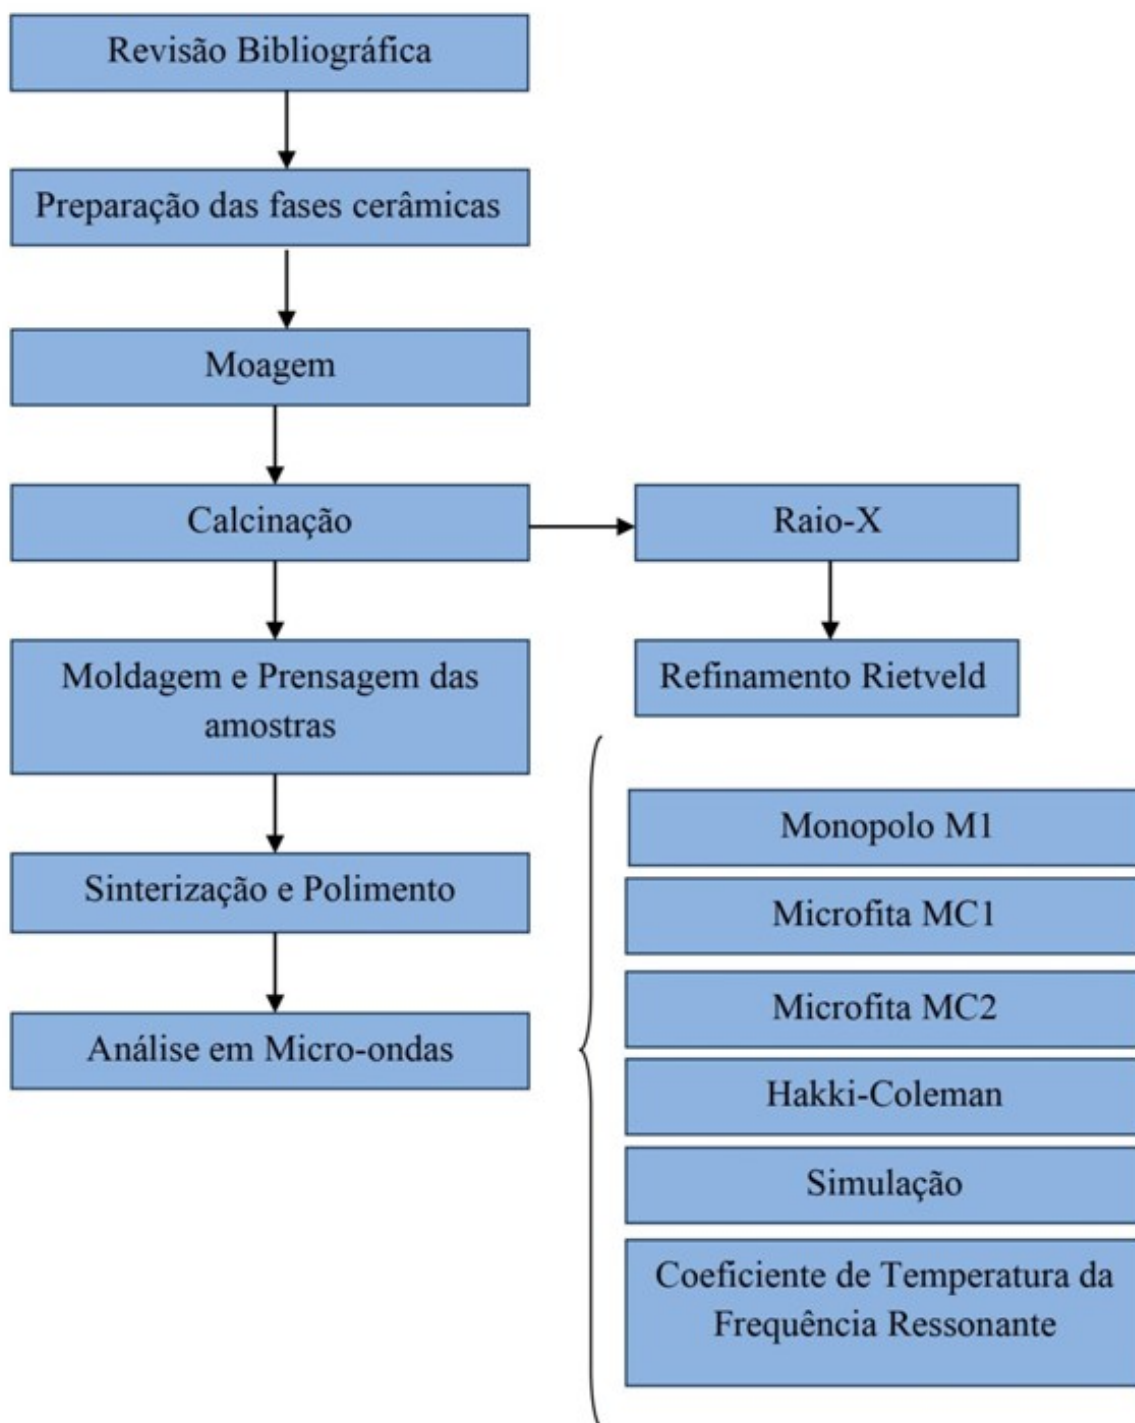 Revisão Bibliográfica
Preparação das fases cerâmicas
Moagem
Calcinação
Raio-X
Moldagem e Prensagem das
amostras
Refinamento Rietveld
Sinterização e Polimento
Análise em Micro-ondas
Monopolo M1
Microfita MC1
Microfita MC2
Hakki-Coleman
Simulação
Coeficiente de Temperatura da
Frequência Ressonante